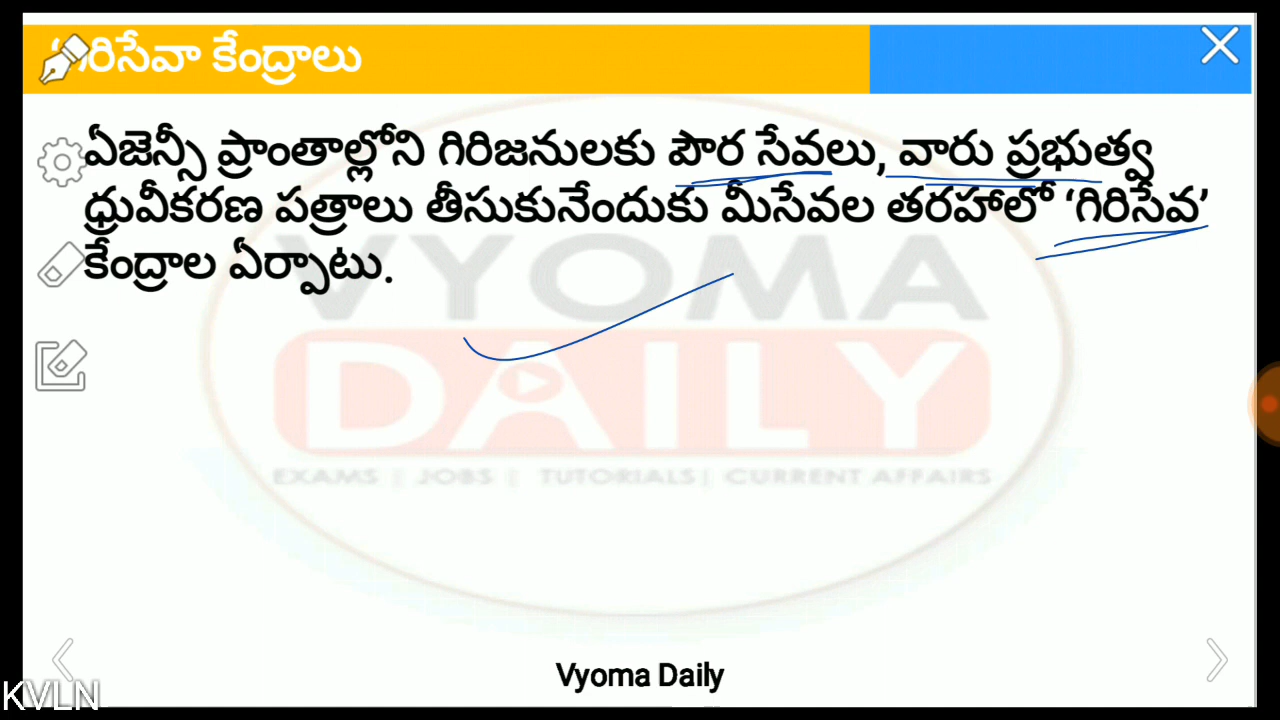 ‘గిరిసేవా కేంద్రాలు
ఏజెన్సీ ప్రాంతాల్లోని గిరిజనులకు పౌర సేవలు, వారు ప్రభుత్వ
ధ్రువీకరణ పత్రాలు తీసుకునేందుకు మీసేవల తరహాలో ‘గిరిసేవ’
కేంద్రాల ఏర్పాటు.
VYOMA
DAILY
EXAMS | JOBS | TUTORIALS | CURRENT AFFAIRS
Vyoma Daily
KVLN